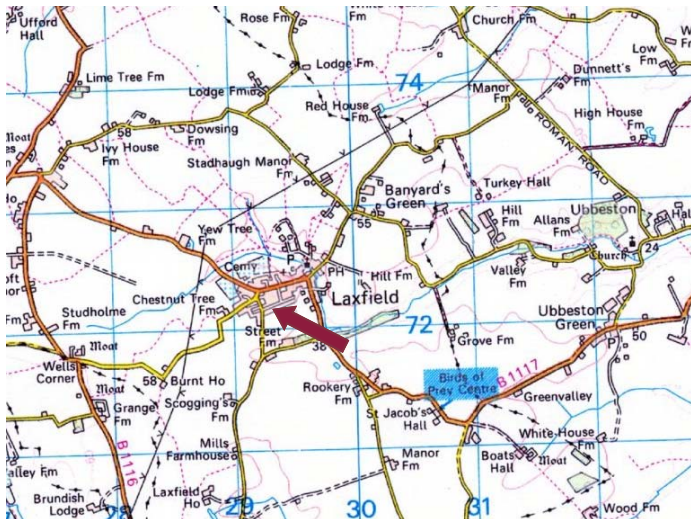 Ufford
Hall
Rose Fm
Church Fm
Low
Fm
Lime Tree Fm
Lodge Fm
74
Dunnett's
Fm
Lodge Fm
Red House
Fm
Manor
Fm
High House
Fm
Moat
58
Ivy House
Fm
Dowsing
Fm
ROMAN ROAD
Stadhaugh Manor
Banyard's
Green
Turkey Hall
Ubbeston
Yew Tree
Fm
55
Hill
Fm
Allans
Fm
Hall
P
Cemy
PH
Hill Fm
Valley
Fm
Church
24
Chestnut Tree
Fm
Laxfield
Studholme
Fm
Street
Fm
38
72
Ubbeston
Green
Moat
Grove Fm
P
50
Wells
Corner
58
Burnt Ho
Birds of
Prey Centre
B1117
Moat
Rookery
Fm
Greenvalley
Grange
Fm
Scogging's
Fm
St Jacob's
Hall
White House
Fm
B1116
Mills
Farmhouse
Manor
Fm
Boats
Hall
Moat
alley Fm
Brundish
Lodge
Laxfield
Ho
28
29
30
31
Wood Fm